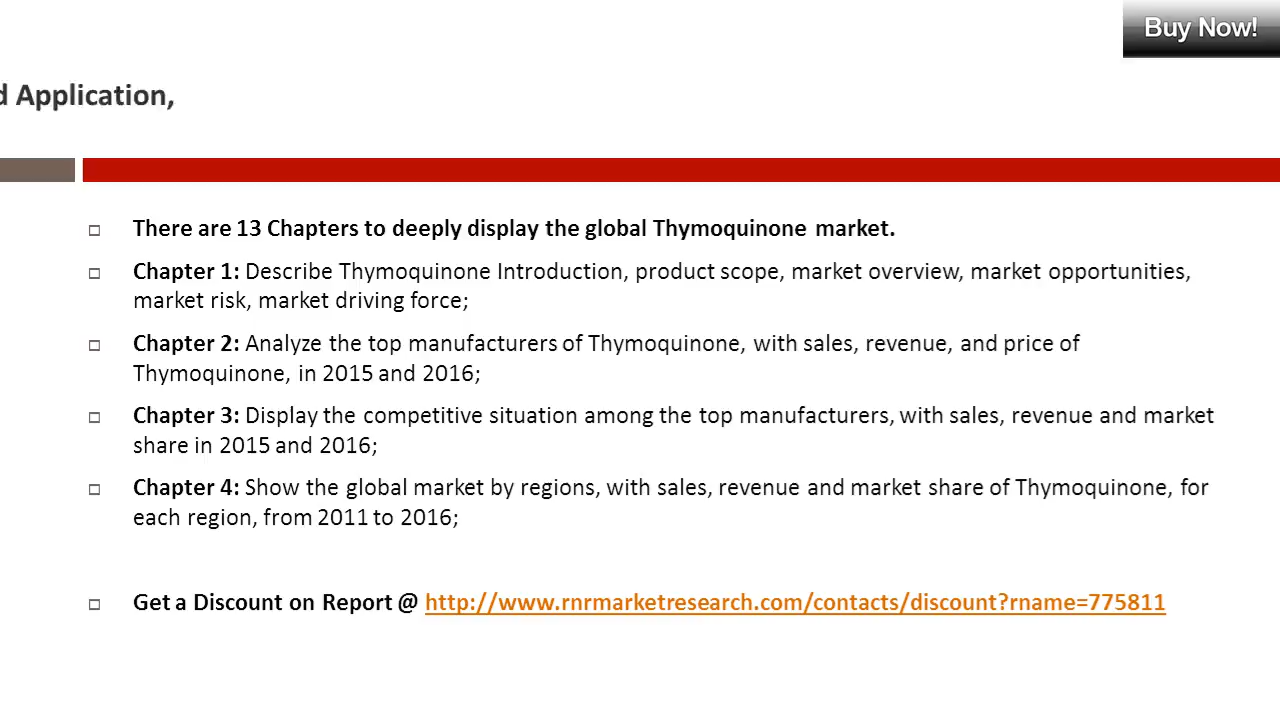 Buy Now!
d Application,
There are 13 Chapters to deeply display the global Thymoquinone market.
Chapter 1: Describe Thymoquinone Introduction, product scope, market overview, market opportunities,
market risk, market driving force;
Chapter 2: Analyze the top manufacturers of Thymoquinone, with sales, revenue, and price of
Thymoquinone, in 2015 and 2016;
Chapter 3: Display the competitive situation among the top manufacturers, with sales, revenue and market
share in 2015 and 2016;
Chapter 4: Show the global market by regions, with sales, revenue and market share of Thymoquinone, for
each region, from 2011 to 2016;
Get a Discount on Report @ http://www.rnrmarketresearch.com/contacts/discount?rname=775811